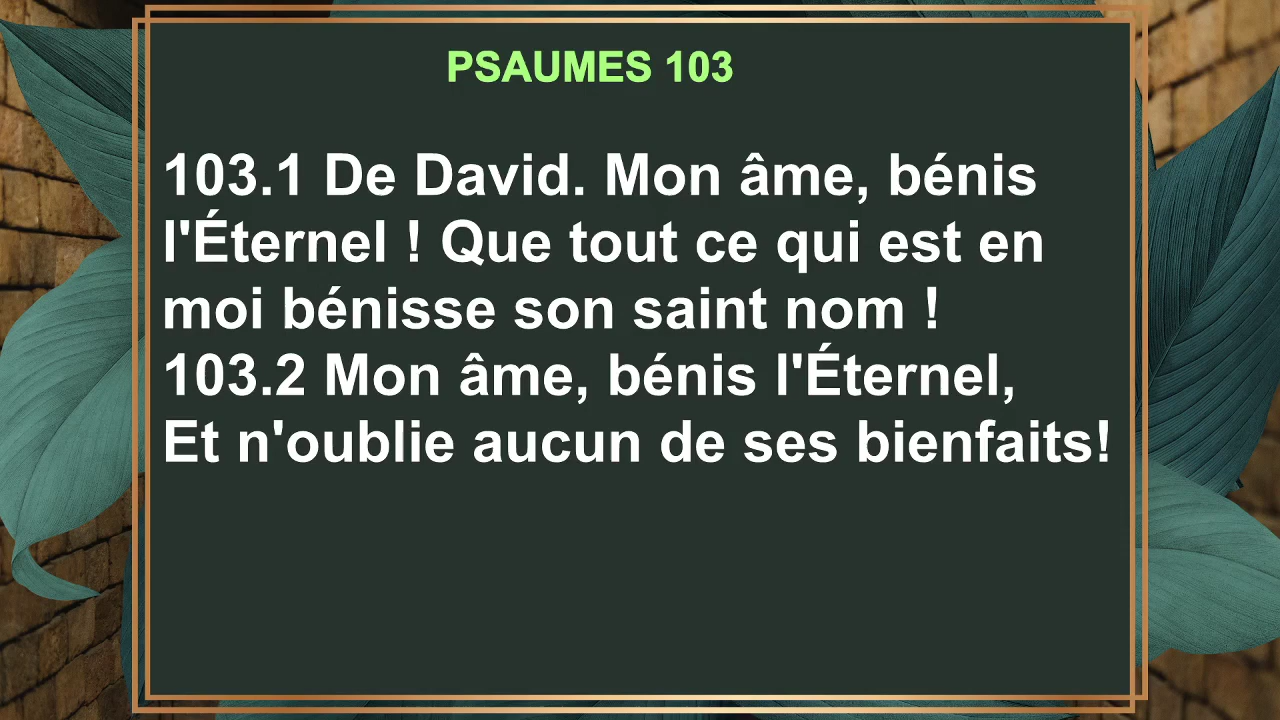 PSAUMES 103
103.1 De David. Mon âme, bénis
l'Éternel ! Que tout ce qui est en
moi bénisse son saint nom !
103.2 Mon âme, bénis l'Éternel,
Et n'oublie aucun de ses bienfaits!